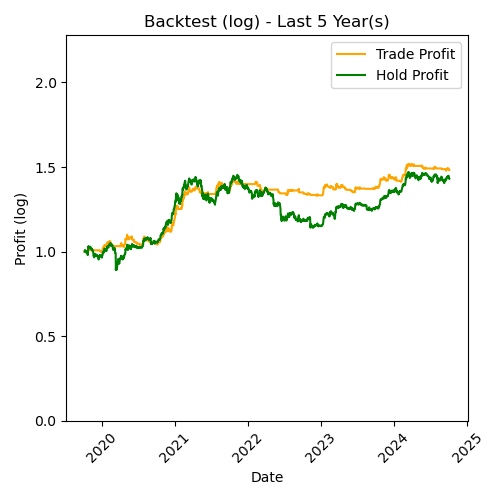 Backtest (log) - Last 5 Year(s)
Trade Profit
Hold Profit
Profit (log)
2.0
1.5
1.0
0.5
0.0
2020
2021
2022
2023
2024
2025
Date